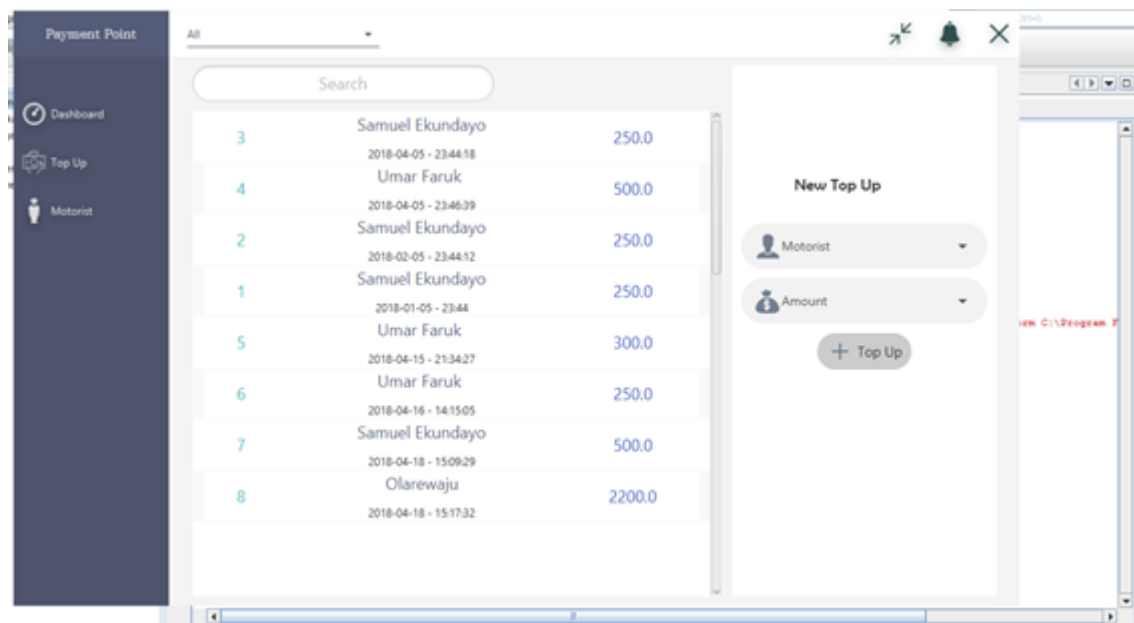 Payment Point
All
Dashboard
Top Up
Motorist
Search
3 Samuel Ekundayo 250.0
2018-04-05 - 23:44:18
4 Umar Faruk 500.0
2018-04-05 - 23:46:39
2 Samuel Ekundayo 250.0
2018-02-05 - 23:44:12
1 Samuel Ekundayo 250.0
2018-01-05 - 23:44
5 Umar Faruk 300.0
2018-04-15 - 21:34:27
6 Umar Faruk 250.0
2018-04-16 - 14:15:05
7 Samuel Ekundayo 500.0
2018-04-18 - 15:09:29
8 Olarewaju 2200.0
2018-04-18 - 15:17:32
New Top Up
Motorist
Amount
Top Up
C:\Program F